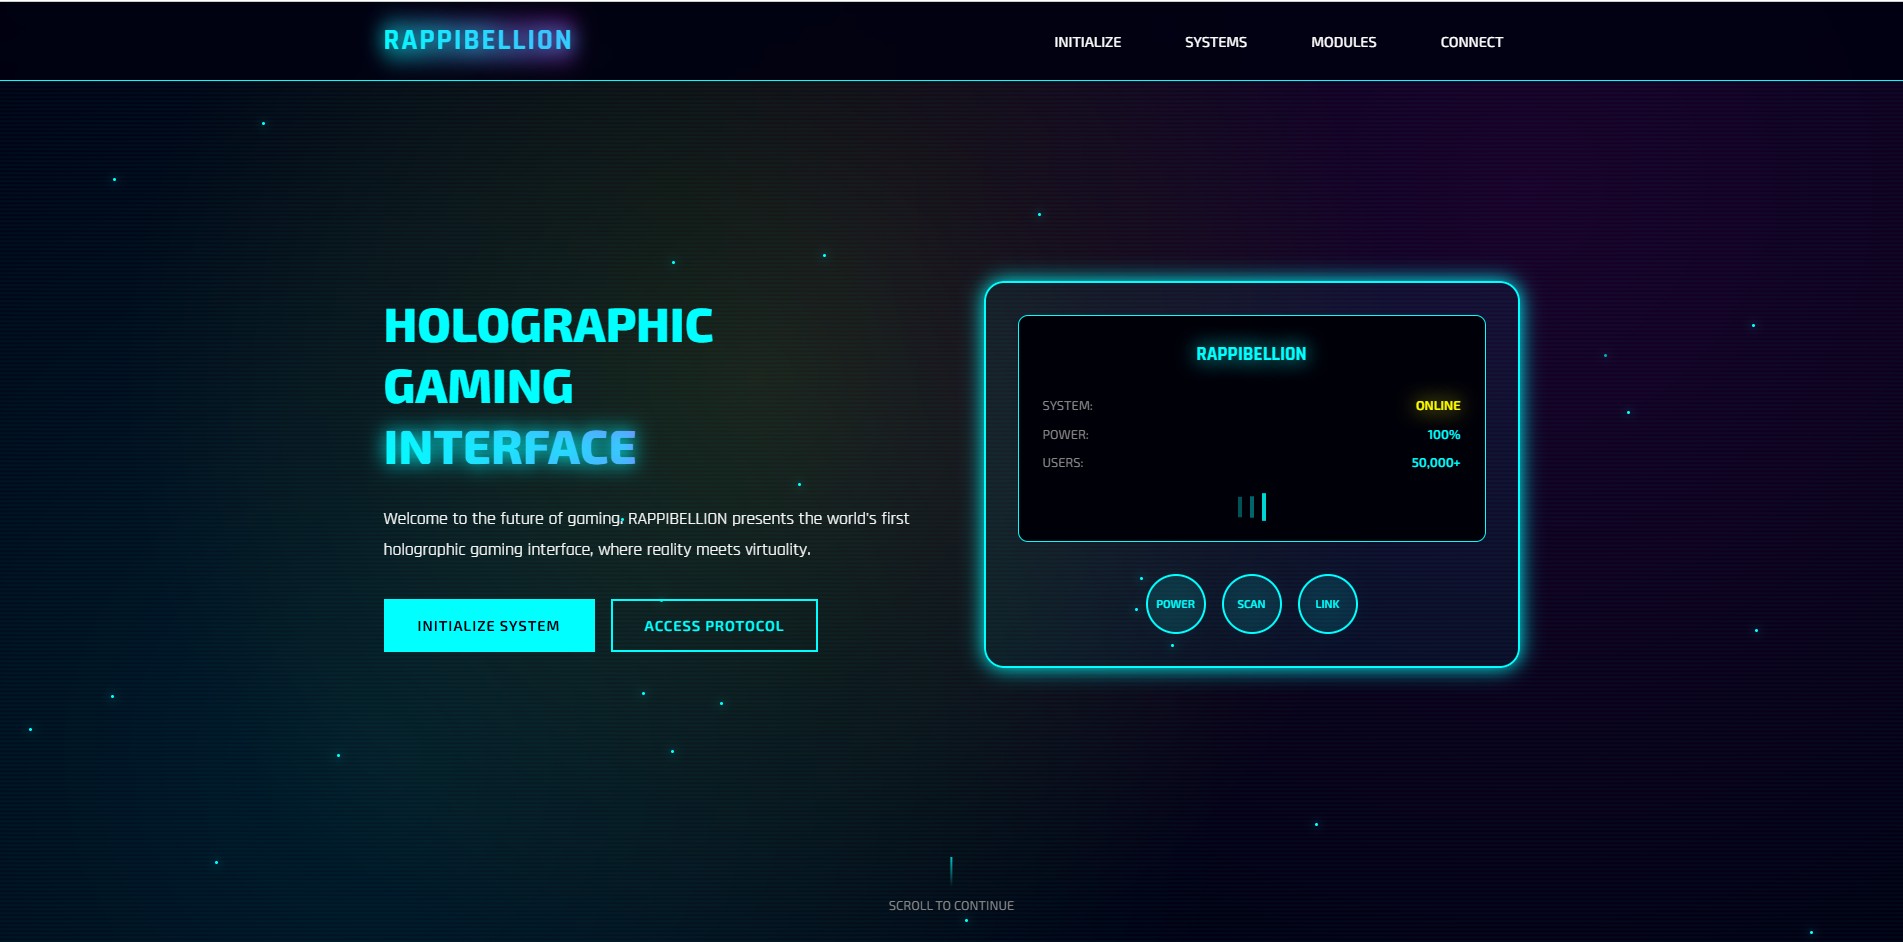 RAPPIBELLION
INITIALIZE SYSTEMS MODULES CONNECT
HOLOGRAPHIC
GAMING
INTERFACE
Welcome to the future of gaming. RAPPIBELLION presents the world's first
holographic gaming interface, where reality meets virtuality.
INITIALIZE SYSTEM ACCESS PROTOCOL
RAPPIBELLION
SYSTEM: ONLINE
POWER: 100%
USERS: 50,000+
POWER SCAN LINK
SCROLL TO CONTINUE